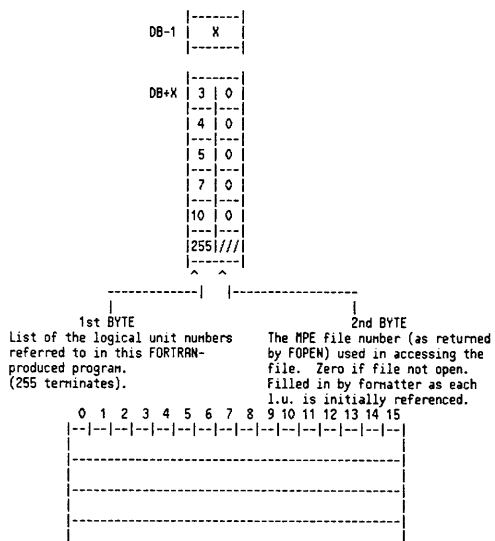 DB-1 | X |
DB+X | 3 | 0 |
| 4 | 0 |
| 5 | 0 |
| 7 | 0 |
|10 | 0 |
|255|///|
^ ^
1st BYTE
List of the logical unit numbers
referred to in this FORTRAN-
produced program.
(255 terminates).
2nd BYTE
The MPE file number (as returned
by FOPEN) used in accessing the
file. Zero if file not open.
Filled in by formatter as each
l.u. is initially referenced.
0 1 2 3 4 5 6 7 8 9 10 11 12 13 14 15